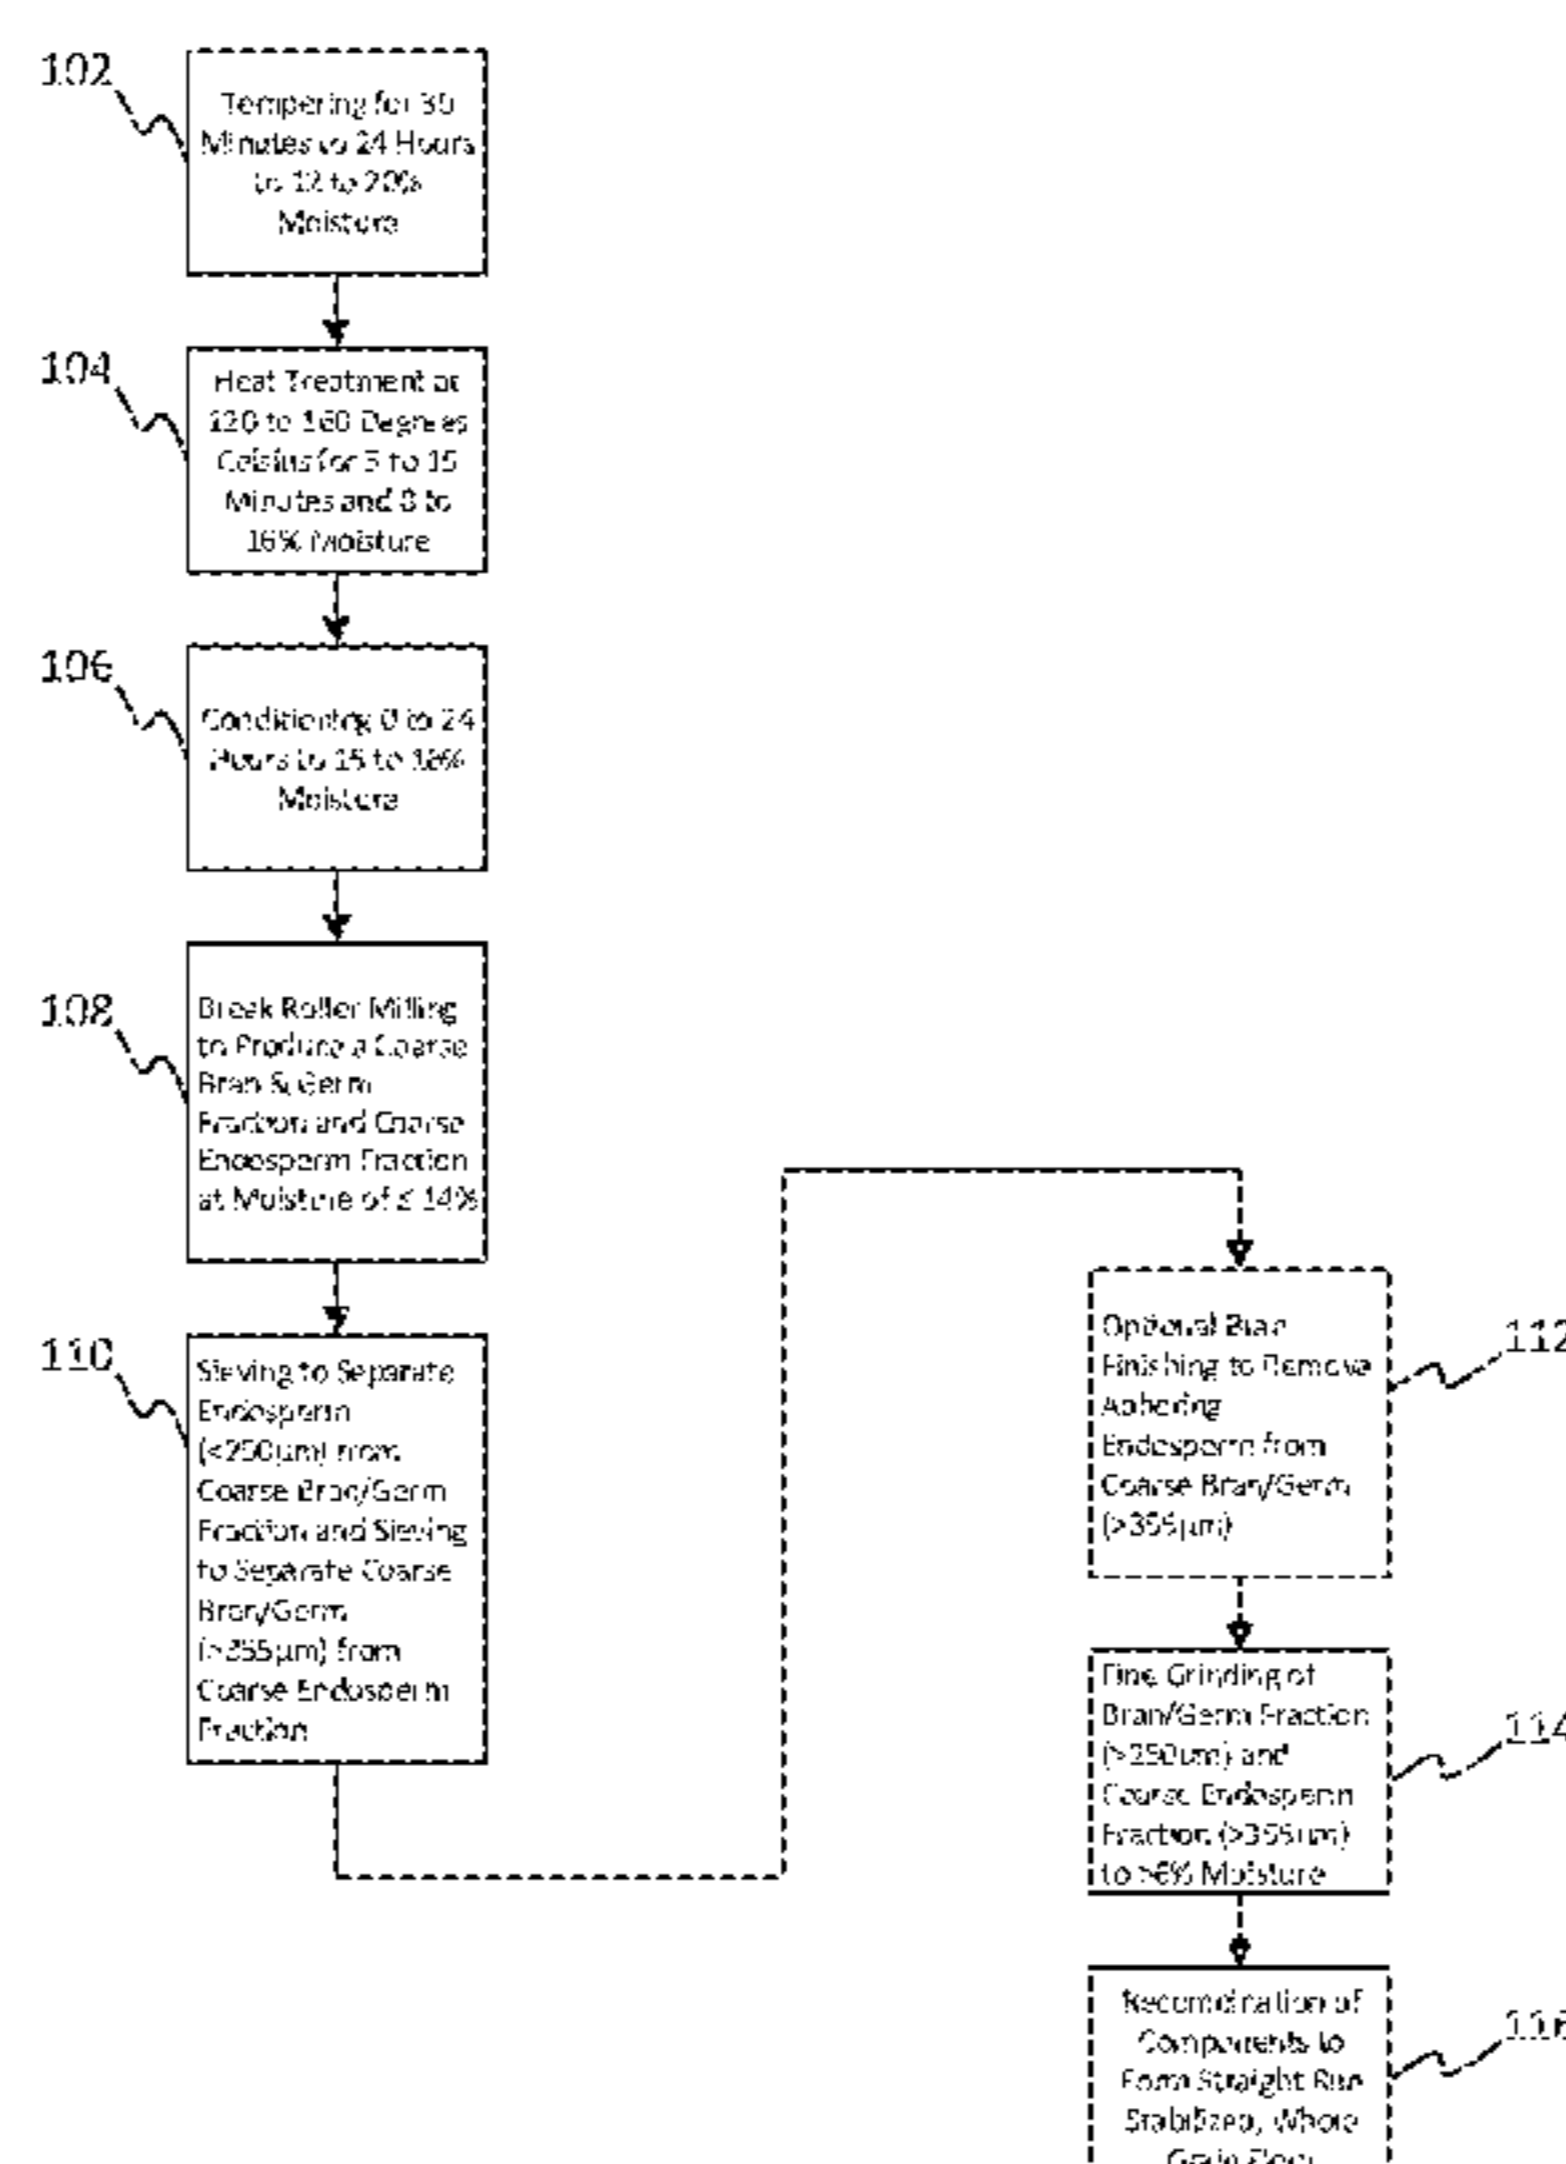 102
Tempering for 30
Minutes to 24 Hours
to 12 to 20%
Moisture
104
Heat Treatment at
120 to 160 Degrees
Celsius for 5 to 15
Minutes and 8 to
16% Moisture
106
Conditioning 0 to 24
Hours to 15 to
Moisture
108
Break Roller Milling
to Produce a Coarse
Bran & Germ
Fraction and Coarse
Endosperm Fraction
at Moisture of ≤ 14%
110
Sieving to Separate
Endosperm
(<250µm) from
Coarse Bran/Germ
Fraction and Sieving
to Separate Coarse
Bran/Germ
(>355µm) from
Coarse Endosperm
Fraction
Optional Bran
Finishing to Remove
Adhering
Endosperm from
Coarse Bran/Germ
(>355µm)
112
Fine Grinding of
Bran/Germ Fraction
(>250um) and
Coarse Endosperm
Fraction (>355um)
to >6% Moisture
114
Recombination of
Components to
Form Straight Run
Stabilized, Whole
Grain Flour
116